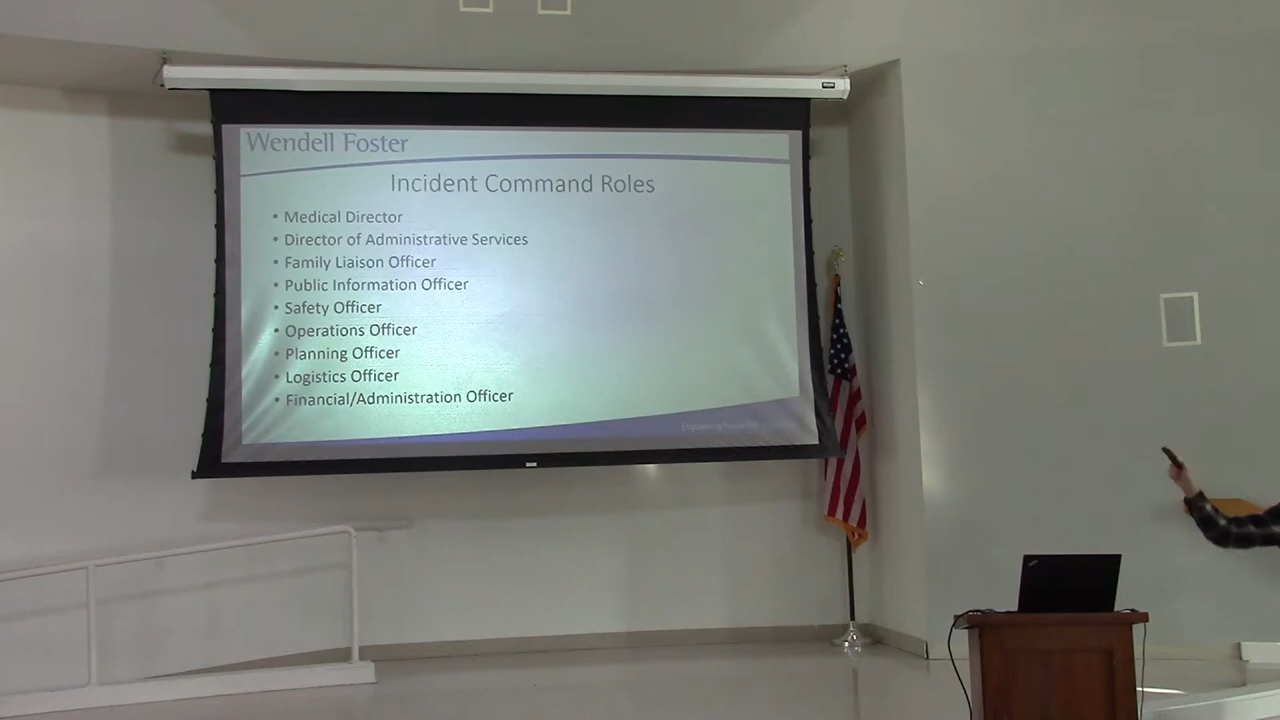 Wendell Foster
Incident Command Roles
• Medical Director
• Director of Administrative Services
• Family Liaison Officer
• Public Information Officer
• Safety Officer
• Operations Officer
• Planning Officer
• Logistics Officer
• Financial/Administration Officer